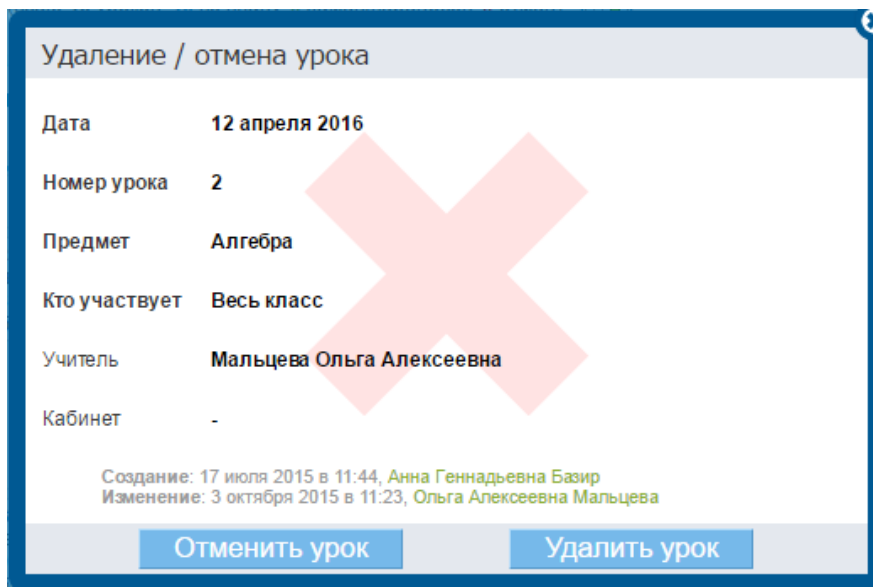 Удаление / отмена урока
Дата 12 апреля 2016
Номер урока 2
Предмет Алгебра
Кто участвует Весь класс
Учитель Мальцева Ольга Алексеевна
Кабинет -
Создание: 17 июля 2015 в 11:44, Анна Геннадьевна Базир
Изменение: 3 октября 2015 в 11:23, Ольга Алексеевна Мальцева
Отменить урок Удалить урок